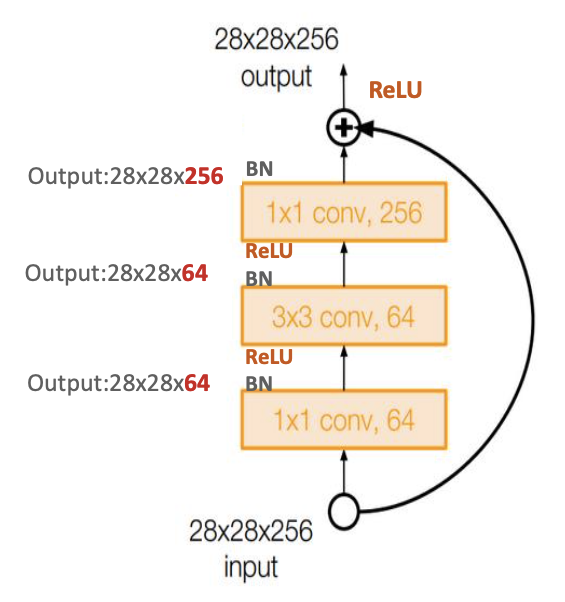 28x28x256
output
ReLU
+
Output:28x28x256
BN
1x1 conv, 256
ReLU
Output:28x28x64
BN
3x3 conv, 64
ReLU
Output:28x28x64
BN
1x1 conv, 64
28x28x256
input